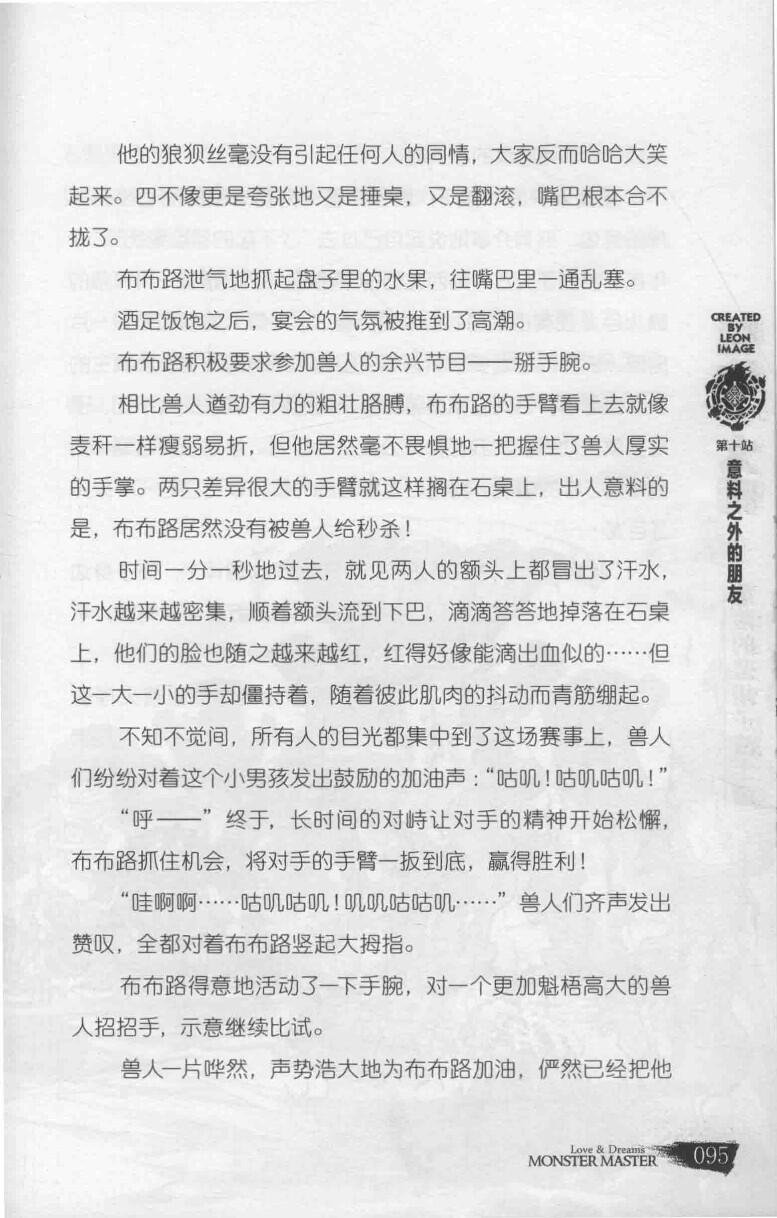 他的狼狈丝毫没有引起任何人的同情，大家反而哈哈大笑
起来。四不像更是夸张地又是捶桌，又是翻滚，嘴巴根本合不
拢了。
布布路泄气地抓起盘子里的水果，往嘴巴里一通乱塞。
酒足饭饱之后，宴会的气氛被推到了高潮。
布布路积极要求参加兽人的余兴节目——掰手腕。
相比兽人遒劲有力的粗壮胳膊，布布路的手臂看上去就像
麦秆一样瘦弱易折，但他居然毫不畏惧地一把握住了兽人厚实
的手掌。两只差异很大的手臂就这样搁在石桌上，出人意料的
是，布布路居然没有被兽人给秒杀！
时间一分一秒地过去，就见两人的额头上都冒出了汗水，
汗水越来越密集，顺着额头流到下巴，滴滴答答地掉落在石桌
上，他们的脸也随之越来越红，红得好像能滴出血似的……但
这一大一小的手却僵持着，随着彼此肌肉的抖动而青筋绷起。
不知不觉间，所有人的目光都集中到了这场赛事上，兽人
们纷纷对着这个小男孩发出鼓励的加油声：“咕叽！咕叽咕叽！”
“呼——”终于，长时间的对峙让对手的精神开始松懈，
布布路抓住机会，将对手的手臂一扳到底，赢得胜利！
“哇啊啊……咕叽咕叽！叽叽咕咕叽……”兽人们齐声发出
赞叹，全都对着布布路竖起大拇指。
布布路得意地活动了一下手腕，对一个更加魁梧高大的兽
人招招手，示意继续比试。
兽人一片哗然，声势浩大地为布布路加油，俨然已经把他
CREATED
BY
LEON
IMAGE
第十站
意料之外的朋友
Love & Dreams
MONSTER MASTER
095